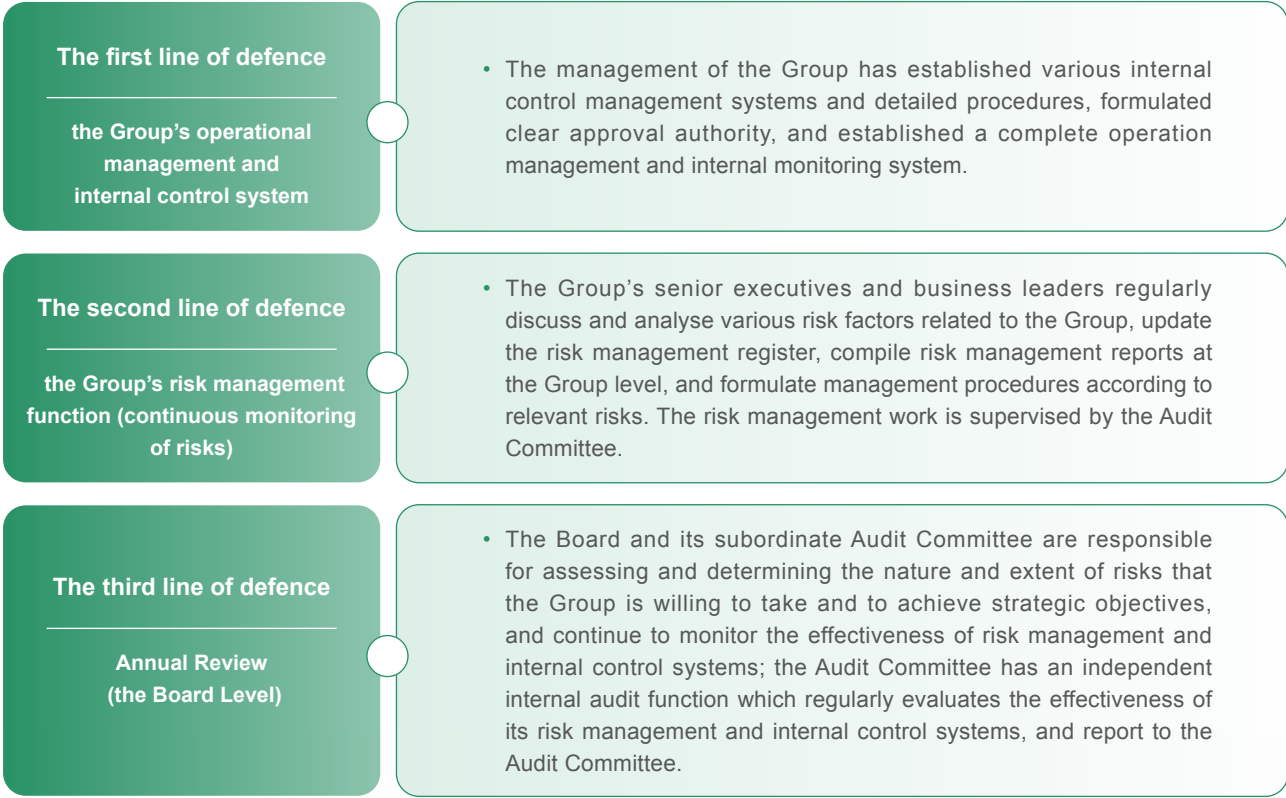 The first line of defence
the Group's operational
management and
internal control system
• The management of the Group has established various internal
control management systems and detailed procedures, formulated
clear approval authority, and established a complete operation
management and internal monitoring system.
The second line of defence
the Group's risk management
function (continuous monitoring
of risks)
• The Group's senior executives and business leaders regularly
discuss and analyse various risk factors related to the Group, update
the risk management register, compile risk management reports at
the Group level, and formulate management procedures according to
relevant risks. The risk management work is supervised by the Audit
Committee.
The third line of defence
Annual Review
(the Board Level)
• The Board and its subordinate Audit Committee are responsible
for assessing and determining the nature and extent of risks that
the Group is willing to take and to achieve strategic objectives,
and continue to monitor the effectiveness of risk management and
internal control systems; the Audit Committee has an independent
internal audit function which regularly evaluates the effectiveness of
its risk management and internal control systems, and report to the
Audit Committee.